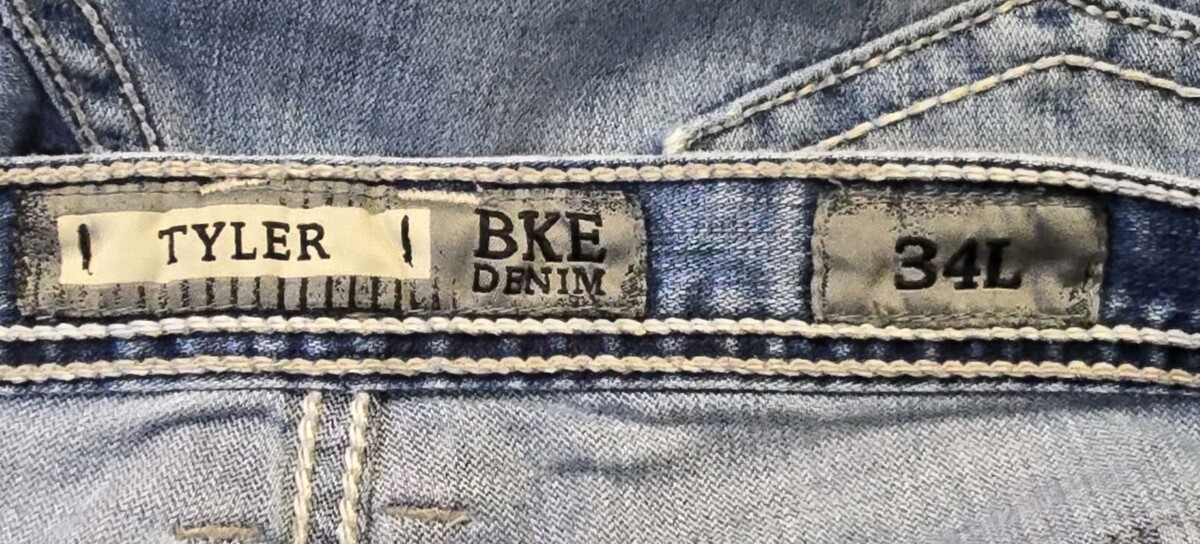 TYLER
BKE
DENIM
34L